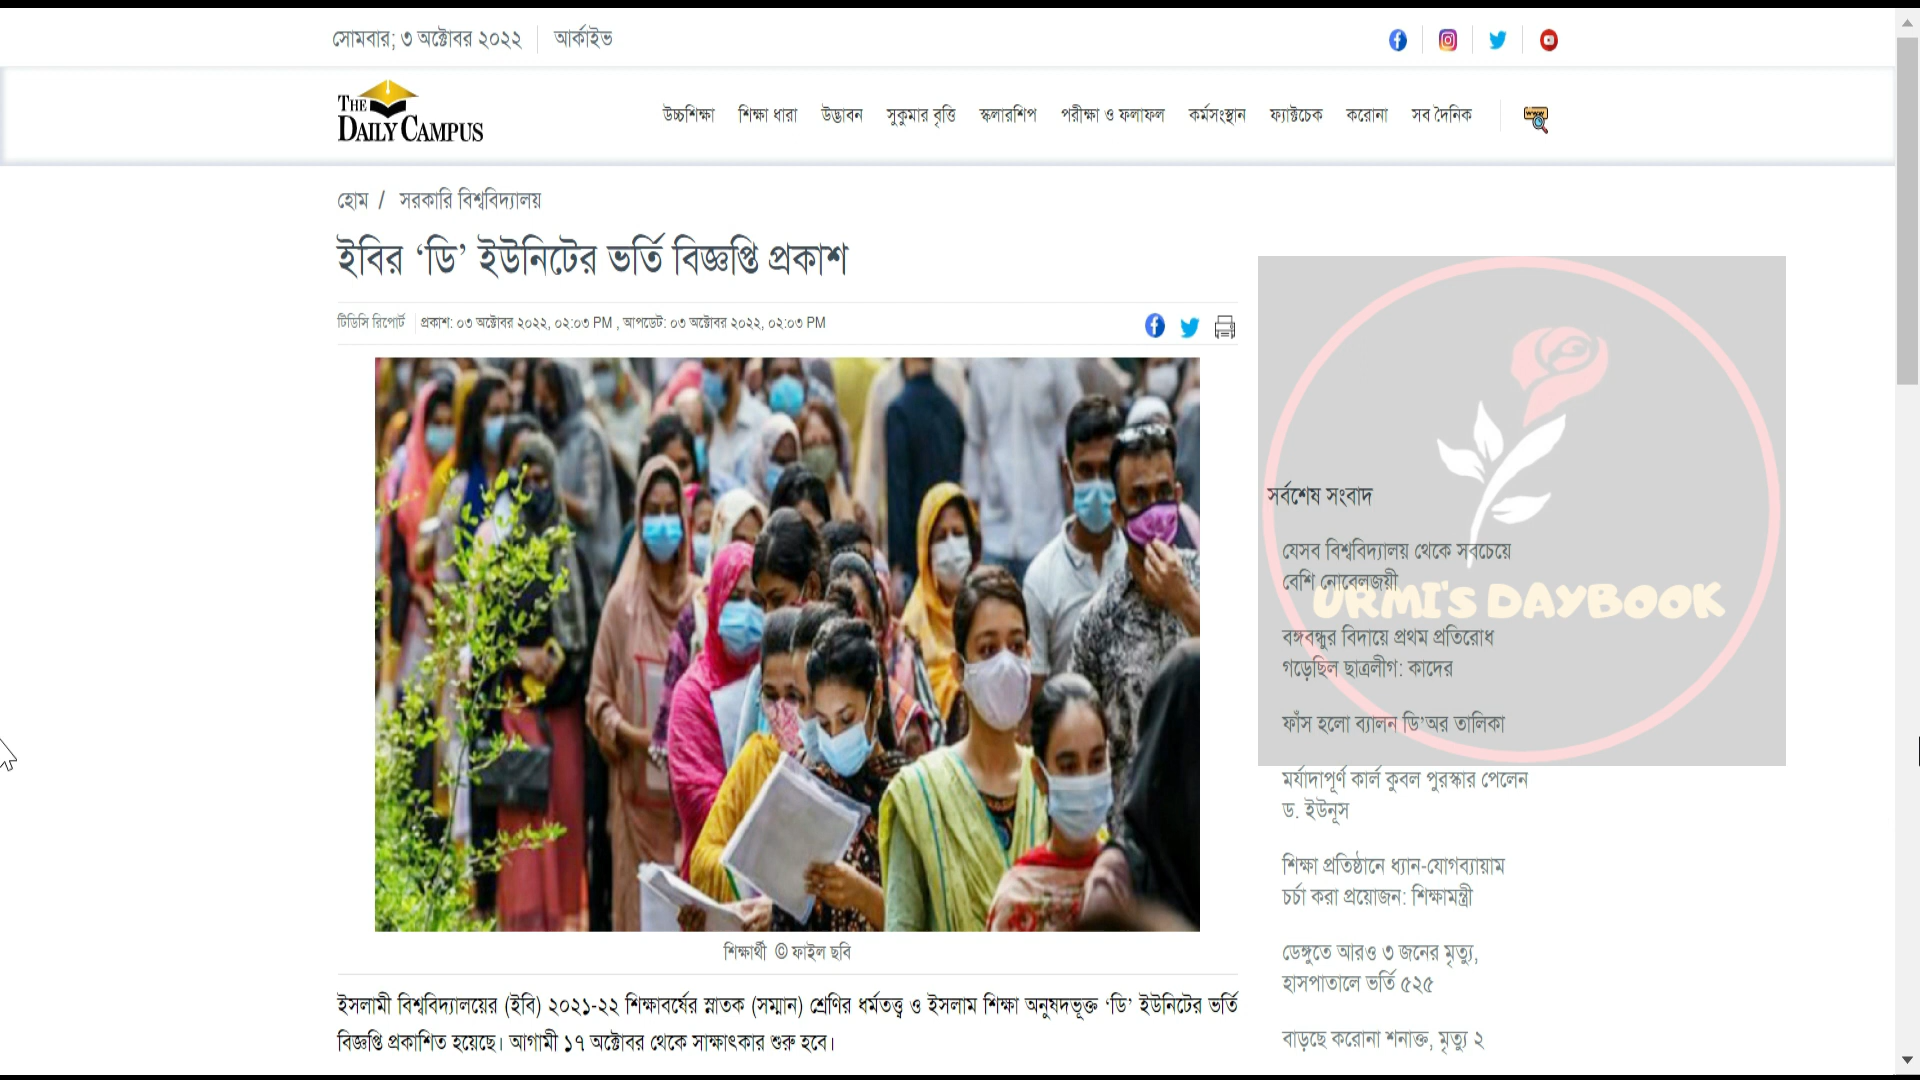 সোমবার; ৩ অক্টোবর ২০২২ আর্কাইভ
THE DAILY CAMPUS
উচ্চশিক্ষা শিক্ষা ধারা উদ্ভাবন সুকুমার বৃত্তি স্কলারশিপ পরীক্ষা ও ফলাফল কর্মসংস্থান ফ্যাক্টচেক করোনা সব দৈনিক
হোম / সরকারি বিশ্ববিদ্যালয়
ইবির ‘ডি’ ইউনিটের ভর্তি বিজ্ঞপ্তি প্রকাশ
টিডিসি রিপোর্ট প্রকাশ: ০৩ অক্টোবর ২০২২, ০২:০৩ PM , আপডেট: ০৩ অক্টোবর ২০২২, ০২:০৩ PM
শিক্ষার্থী © ফাইল ছবি
ইসলামী বিশ্ববিদ্যালয়ের (ইবি) ২০২১-২২ শিক্ষাবর্ষের স্নাতক (সম্মান) শ্রেণির ধর্মতত্ত্ব ও ইসলাম শিক্ষা অনুষদভূক্ত ‘ডি’ ইউনিটের ভর্তি
বিজ্ঞপ্তি প্রকাশিত হয়েছে। আগামী ১৭ অক্টোবর থেকে সাক্ষাৎকার শুরু হবে।
সর্বশেষ সংবাদ
যেসব বিশ্ববিদ্যালয় থেকে সবচেয়ে
বেশি নোবেলজয়ী
URMI'S DAYBOOK
বঙ্গবন্ধুর বিদায়ে প্রথম প্রতিরোধ
গড়েছিল ছাত্রলীগ: কাদের
ফাঁস হলো ব্যালন ডি’অর তালিকা
মর্যাদাপূর্ণ কার্ল কুবল পুরস্কার পেলেন
ড. ইউনূস
শিক্ষা প্রতিষ্ঠানে ধ্যান-যোগব্যায়াম
চর্চা করা প্রয়োজন: শিক্ষামন্ত্রী
ডেঙ্গুতে আরও ৩ জনের মৃত্যু,
হাসপাতালে ভর্তি ৫২৫
বাড়ছে করোনা শনাক্ত, মৃত্যু ২